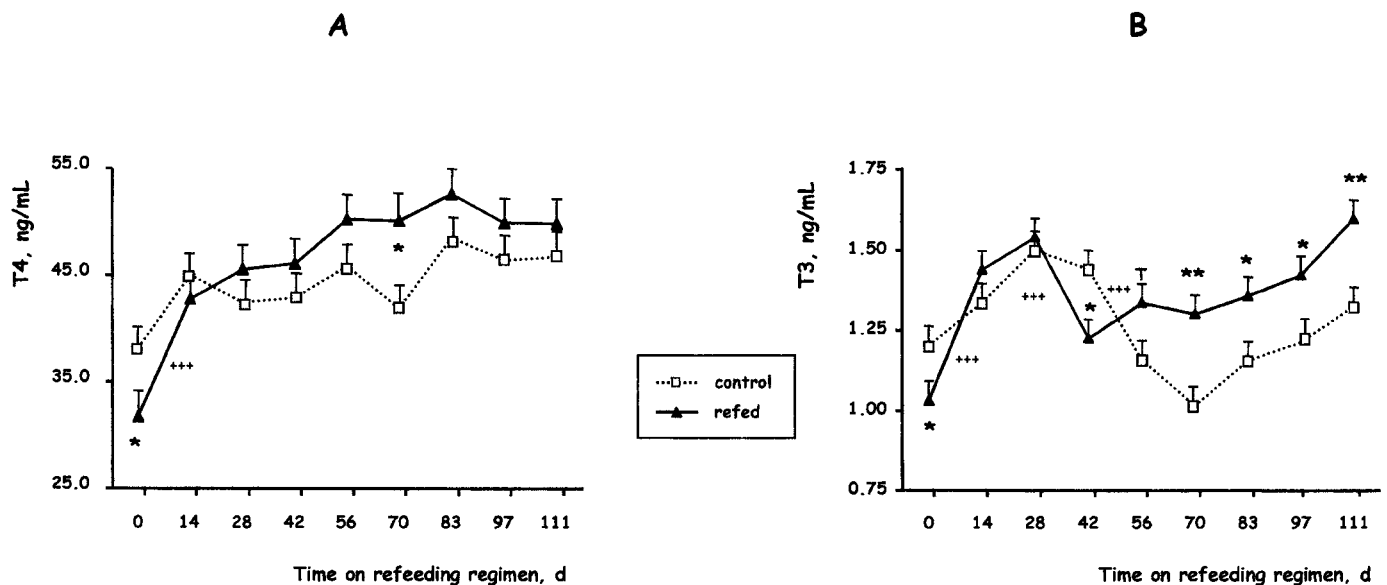 A
T4, ng/mL
55.0
45.0
35.0
25.0
*
+++
*
0 14 28 42 56 70 83 97 111
Time on refeeding regimen, d
control
refed
B
T3, ng/mL
1.75
1.50
1.25
1.00
0.75
*
+++
+++
*
+++
†
**
*
*
**
0 14 28 42 56 70 83 97 111
Time on refeeding regimen, d